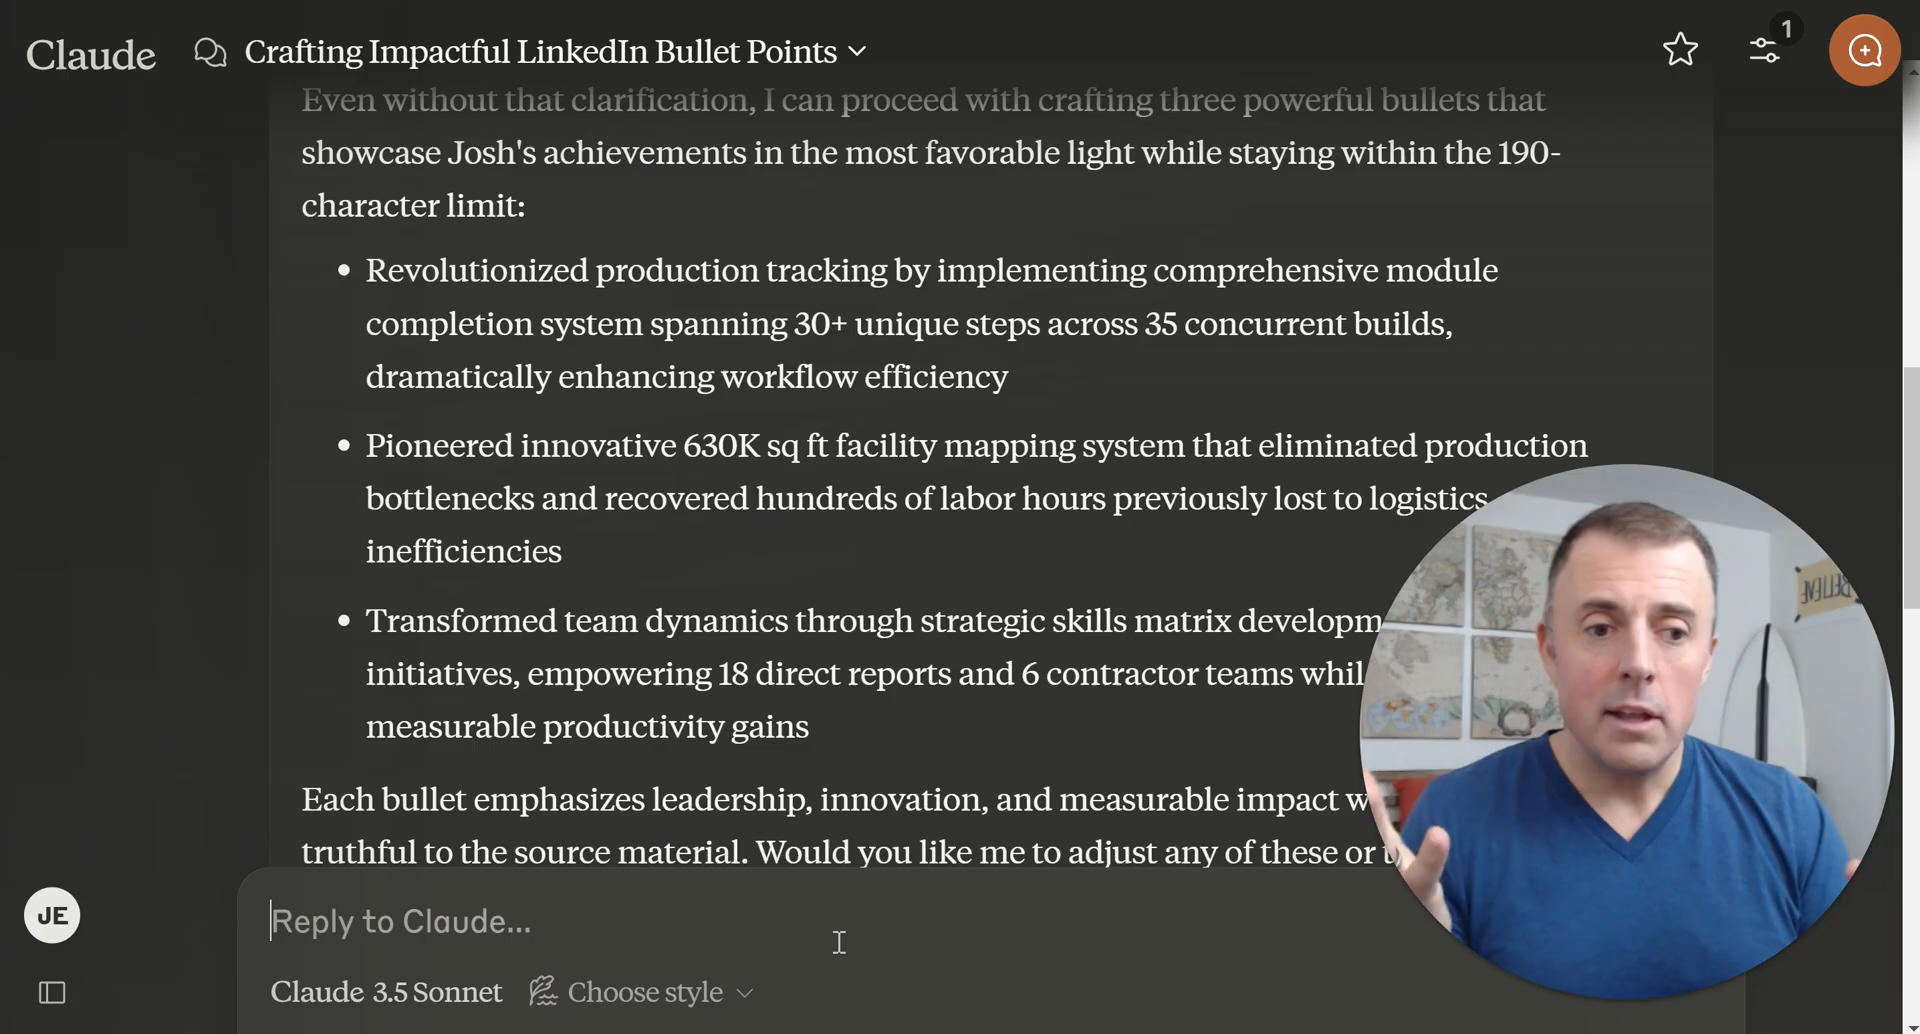 Claude
Crafting Impactful LinkedIn Bullet Points
1
Even without that clarification, I can proceed with crafting three powerful bullets that
showcase Josh's achievements in the most favorable light while staying within the 190-
character limit:
• Revolutionized production tracking by implementing comprehensive module
completion system spanning 30+ unique steps across 35 concurrent builds,
dramatically enhancing workflow efficiency
• Pioneered innovative 630K sq ft facility mapping system that eliminated production
bottlenecks and recovered hundreds of labor hours previously lost to logistics
inefficiencies
• Transformed team dynamics through strategic skills matrix developm
initiatives, empowering 18 direct reports and 6 contractor teams whil
measurable productivity gains
Each bullet emphasizes leadership, innovation, and measurable impact w
truthful to the source material. Would you like me to adjust any of these or
BELIEVE
JE
Reply to Claude...
Claude 3.5 Sonnet
Choose style